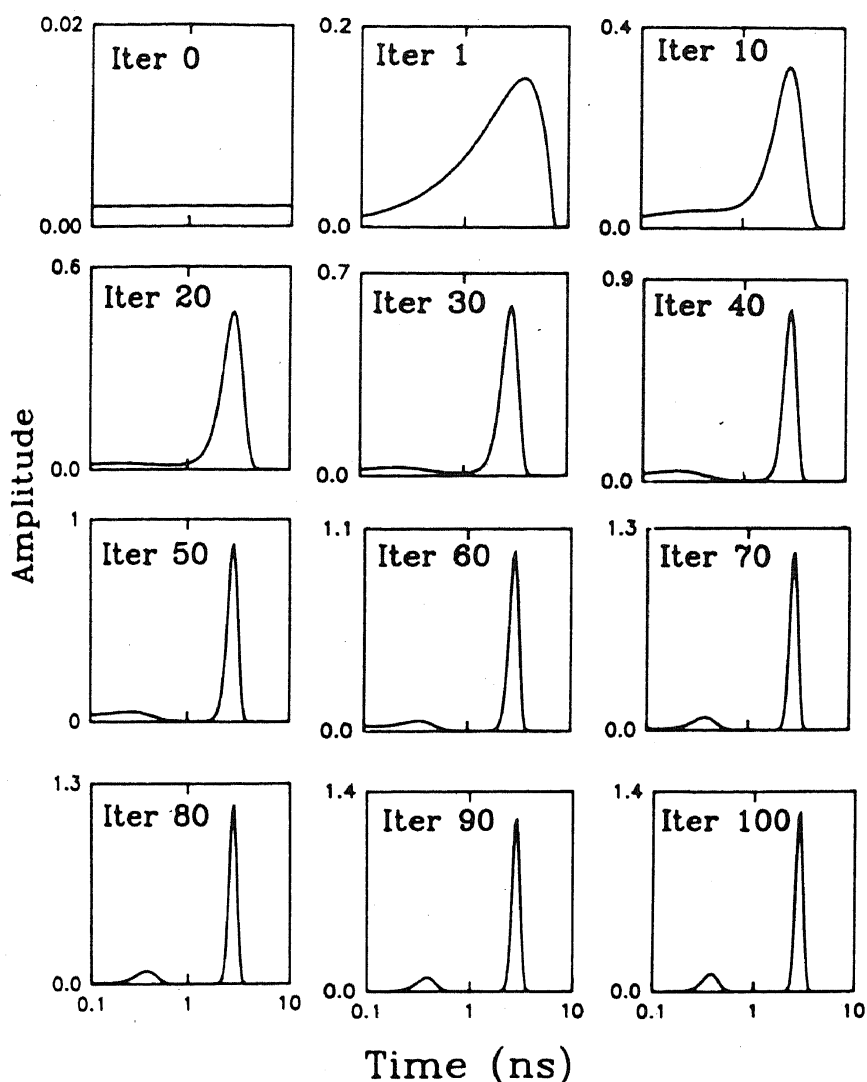 0.02
Iter 0
0.00
0.2
Iter 1
0.0
0.4
Iter 10
0.0
0.6
Iter 20
0.0
0.7
Iter 30
0.0
0.9
Iter 40
0.0
Amplitude
1
Iter 50
0
1.1
Iter 60
0.0
1.3
Iter 70
0.0
1.3
Iter 80
0.0
0.1 1 10
1.4
Iter 90
0.0
0.1 1 10
1.4
Iter 100
0.0
0.1 1 10
Time (ns)